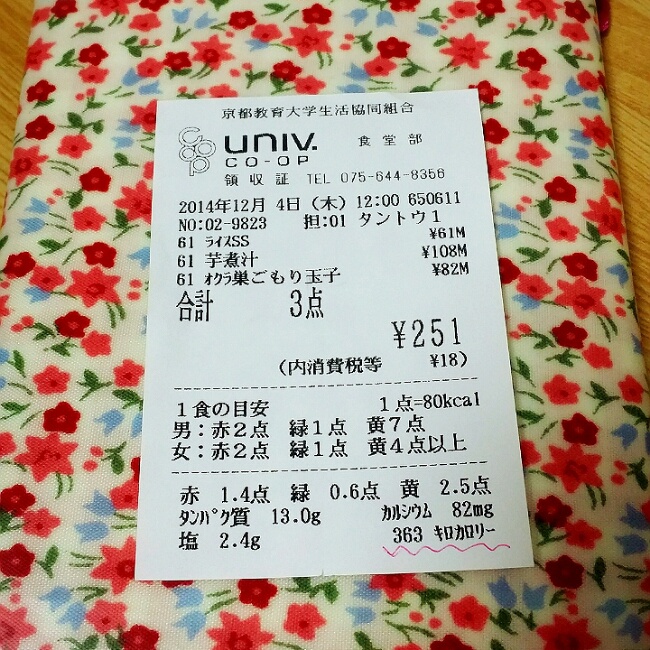 京都教育大学生活協同組合
coop univ. 食堂部
CO-OP
領収証 TEL 075-644-8356
2014年12月 4日(木)12:00 650611
NO:02-9823 担:01 タントウ1
61 ライスSS ¥61M
61 芋煮汁 ¥108M
61 オクラ巣ごもり玉子 ¥82M
合計 3点
¥251
(内消費税等 ¥18)
1食の目安 1点=80kcal
男:赤2点 緑1点 黄7点
女:赤2点 緑1点 黄4点以上
赤 1.4点 緑 0.6点 黄 2.5点
タンパク質 13.0g カルシウム 82mg
塩 2.4g 363 キロカロリー